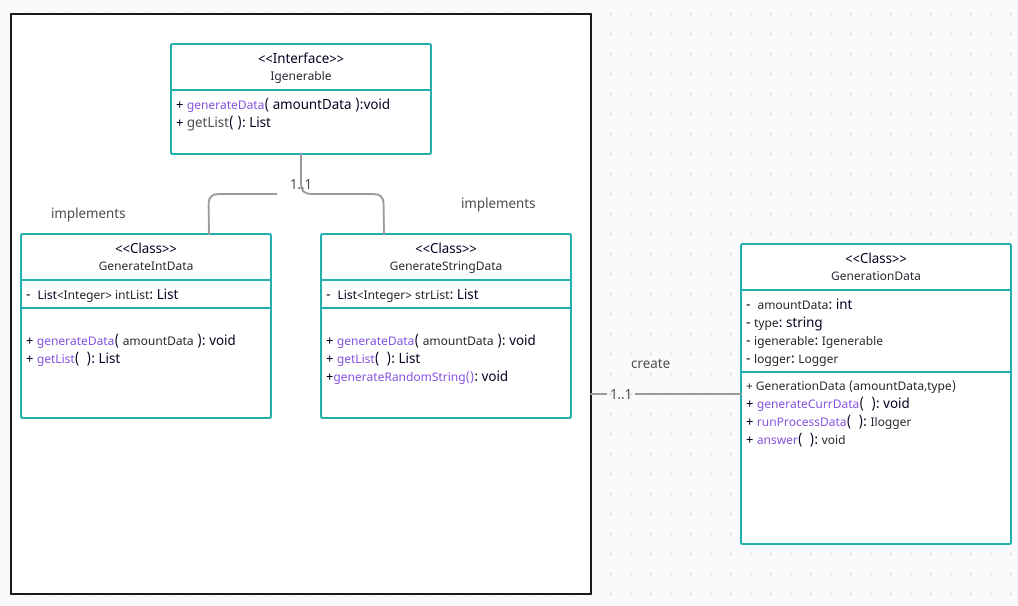 <<Interface>>
Igenerable
+ generateData( amountData ):void
+ getList( ): List
1..1
implements
implements
<<Class>>
GenerateIntData
- List<Integer> intList: List
+ generateData( amountData ): void
+ getList( ): List
<<Class>>
GenerateStringData
- List<Integer> strList: List
+ generateData( amountData ): void
+ getList( ): List
+generateRandomString(): void
create
1..1
<<Class>>
GenerationData
- amountData: int
- type: string
- igenerable: Igenerable
- logger: Logger
+ GenerationData (amountData,type)
+ generateCurrData( ): void
+ runProcessData( ): Ilogger
+ answer( ): void